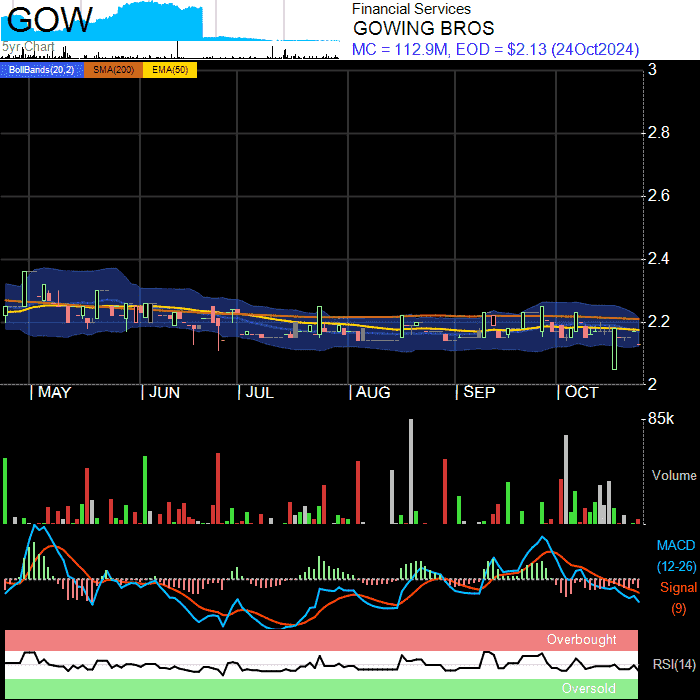 GOW
5yr Chart
Financial Services
GOWING BROS
MC = 112.9M, EOD = $2.13 (24Oct2024)
BollBands(20,2) SMA(200) EMA(50)
3
2.8
2.6
2.4
2.2
2
MAY JUN JUL AUG SEP OCT
85k
Volume
MACD
(12-26)
Signal
(9)
Overbought
RSI(14)
Oversold